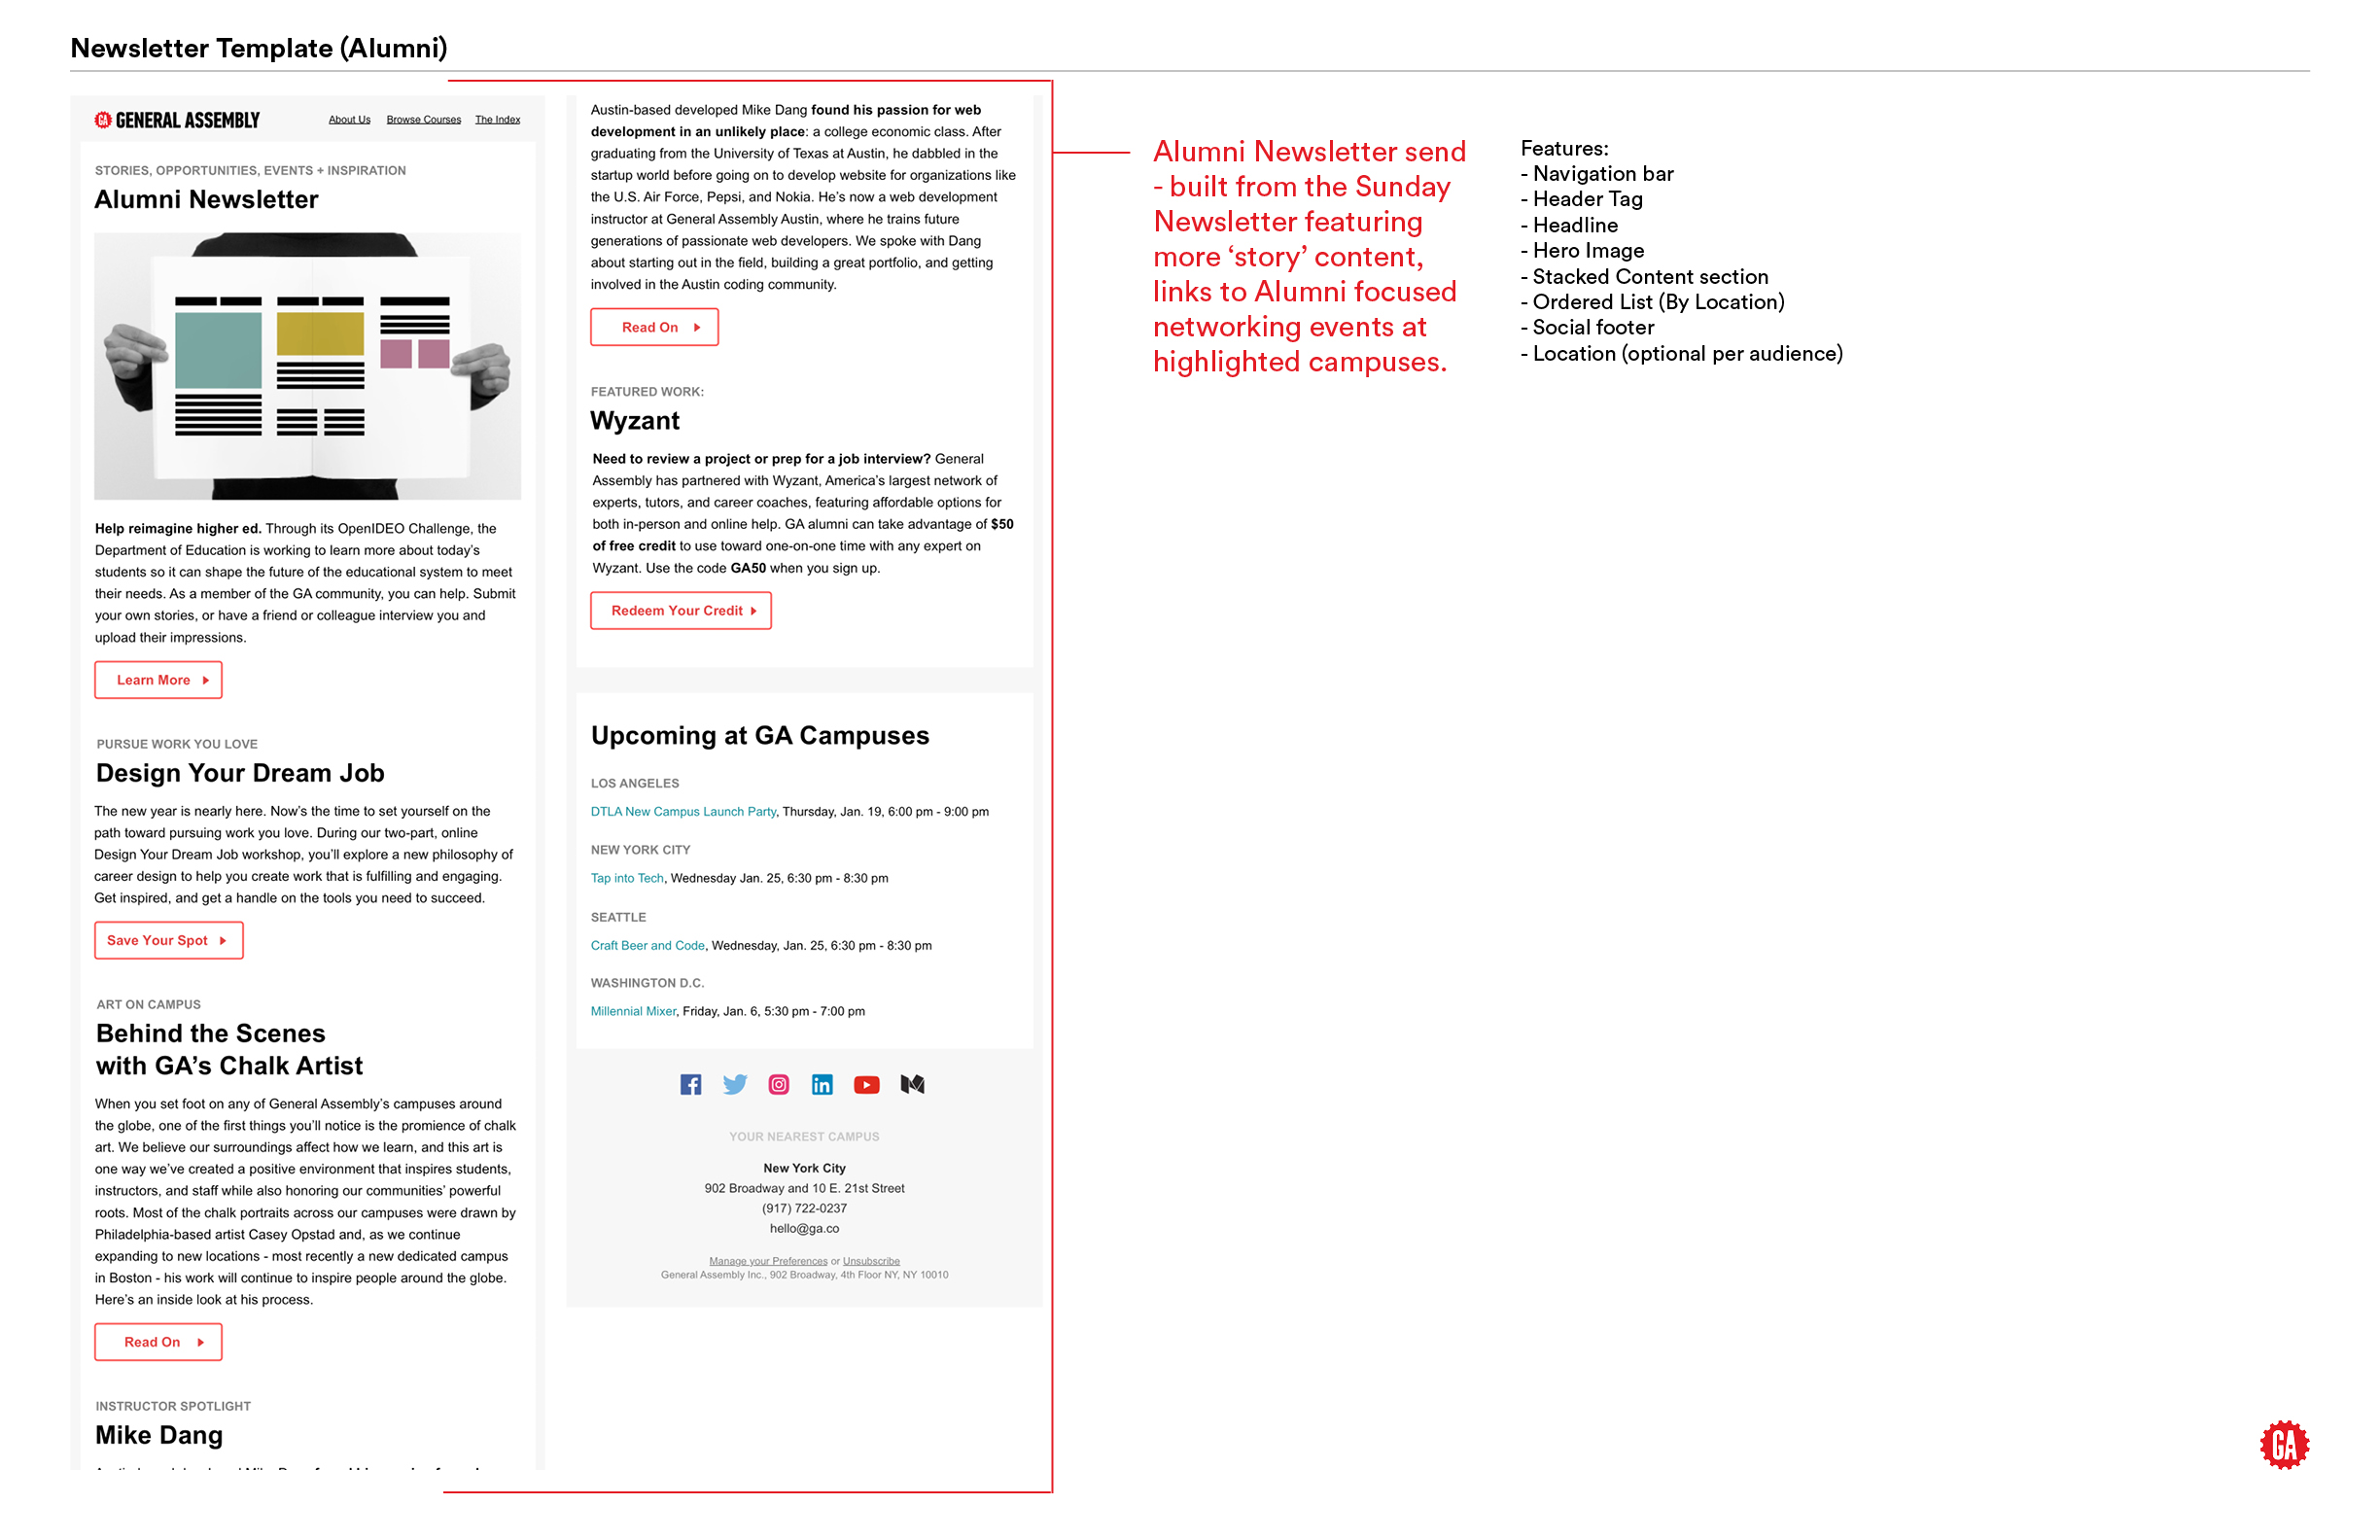 Newsletter Template (Alumni)
GA GENERAL ASSEMBLY
About Us Browse Courses The Index
STORIES, OPPORTUNITIES, EVENTS + INSPIRATION
Alumni Newsletter
Help reimagine higher ed. Through its OpenIDEO Challenge, the
Department of Education is working to learn more about today’s
students so it can shape the future of the educational system to meet
their needs. As a member of the GA community, you can help. Submit
your own stories, or have a friend or colleague interview you and
upload their impressions.
Learn More
PURSUE WORK YOU LOVE
Design Your Dream Job
The new year is nearly here. Now’s the time to set yourself on the
path toward pursuing work you love. During our two-part, online
Design Your Dream Job workshop, you’ll explore a new philosophy of
career design to help you create work that is fulfilling and engaging.
Get inspired, and get a handle on the tools you need to succeed.
Save Your Spot
ART ON CAMPUS
Behind the Scenes
with GA’s Chalk Artist
When you set foot on any of General Assembly’s campuses around
the globe, one of the first things you’ll notice is the promience of chalk
art. We believe our surroundings affect how we learn, and this art is
one way we’ve created a positive environment that inspires students,
instructors, and staff while also honoring our communities’ powerful
roots. Most of the chalk portraits across our campuses were drawn by
Philadelphia-based artist Casey Opstad and, as we continue
expanding to new locations - most recently a new dedicated campus
in Boston - his work will continue to inspire people around the globe.
Here’s an inside look at his process.
Read On
INSTRUCTOR SPOTLIGHT
Mike Dang
Austin-based developed Mike Dang found his passion for web
development in an unlikely place: a college economic class. After
graduating from the University of Texas at Austin, he dabbled in the
startup world before going on to develop website for organizations like
the U.S. Air Force, Pepsi, and Nokia. He’s now a web development
instructor at General Assembly Austin, where he trains future
generations of passionate web developers. We spoke with Dang
about starting out in the field, building a great portfolio, and getting
involved in the Austin coding community.
Read On
FEATURED WORK:
Wyzant
Need to review a project or prep for a job interview? General
Assembly has partnered with Wyzant, America’s largest network of
experts, tutors, and career coaches, featuring affordable options for
both in-person and online help. GA alumni can take advantage of $50
of free credit to use toward one-on-one time with any expert on
Wyzant. Use the code GA50 when you sign up.
Redeem Your Credit
Upcoming at GA Campuses
LOS ANGELES
DTLA New Campus Launch Party, Thursday, Jan. 19, 6:00 pm - 9:00 pm
NEW YORK CITY
Tap into Tech, Wednesday Jan. 25, 6:30 pm - 8:30 pm
SEATTLE
Craft Beer and Code, Wednesday, Jan. 25, 6:30 pm - 8:30 pm
WASHINGTON D.C.
Millennial Mixer, Friday, Jan. 6, 5:30 pm - 7:00 pm
YOUR NEAREST CAMPUS
New York City
902 Broadway and 10 E. 21st Street
(917) 722-0237
hello@ga.co
Manage your Preferences or Unsubscribe
General Assembly Inc., 902 Broadway, 4th Floor NY, NY 10010
Alumni Newsletter send
- built from the Sunday
Newsletter featuring
more ‘story’ content,
links to Alumni focused
networking events at
highlighted campuses.
Features:
- Navigation bar
- Header Tag
- Headline
- Hero Image
- Stacked Content section
- Ordered List (By Location)
- Social footer
- Location (optional per audience)
GA